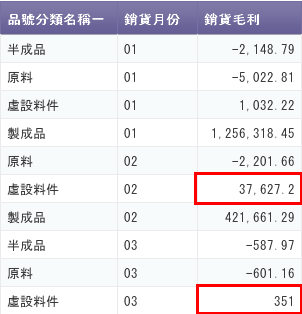 品號分類名稱一 銷貨月份 銷貨毛利
半成品 01 -2,148.79
原料 01 -5,022.81
虛設料件 01 1,032.22
製成品 01 1,256,318.45
原料 02 -2,201.66
虛設料件 02 37,627.2
製成品 02 421,661.29
半成品 03 -587.97
原料 03 -601.16
虛設料件 03 351